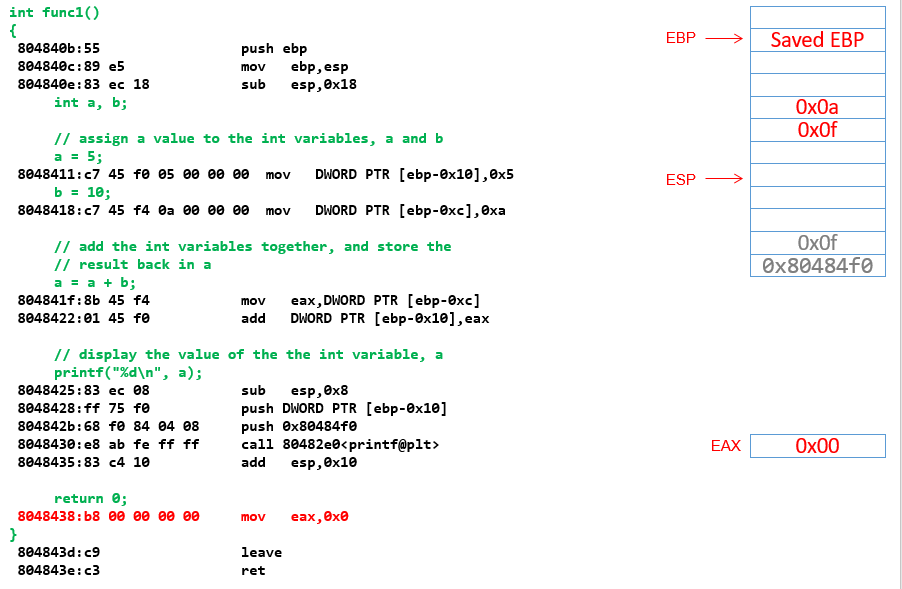 int func1()
{
804840b:55 push ebp
804840c:89 e5 mov ebp,esp
804840e:83 ec 18 sub esp,0x18
int a, b;
// assign a value to the int variables, a and b
a = 5;
8048411:c7 45 f0 05 00 00 00 mov DWORD PTR [ebp-0x10],0x5
b = 10;
8048418:c7 45 f4 0a 00 00 00 mov DWORD PTR [ebp-0xc],0xa
// add the int variables together, and store the
// result back in a
a = a + b;
804841f:8b 45 f4 mov eax,DWORD PTR [ebp-0xc]
8048422:01 45 f0 add DWORD PTR [ebp-0x10],eax
// display the value of the the int variable, a
printf("%d\n", a);
8048425:83 ec 08 sub esp,0x8
8048428:ff 75 f0 push DWORD PTR [ebp-0x10]
804842b:68 f0 84 04 08 push 0x80484f0
8048430:e8 ab fe ff ff call 80482e0<printf@plt>
8048435:83 c4 10 add esp,0x10
return 0;
8048438:b8 00 00 00 00 mov eax,0x0
}
804843d:c9 leave
804843e:c3 ret
EBP
Saved EBP
0x0a
0x0f
ESP
0x0f
0x80484f0
EAX
0x00